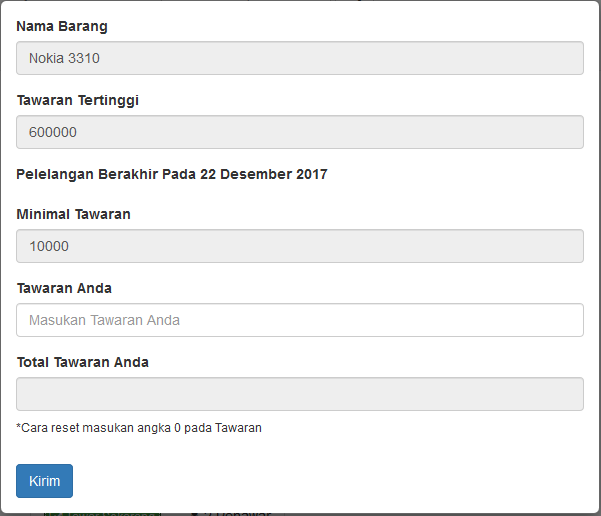 Nama Barang
Nokia 3310
Tawaran Tertinggi
600000
Pelelangan Berakhir Pada 22 Desember 2017
Minimal Tawaran
10000
Tawaran Anda
Masukan Tawaran Anda
Total Tawaran Anda
*Cara reset masukan angka 0 pada Tawaran
Kirim